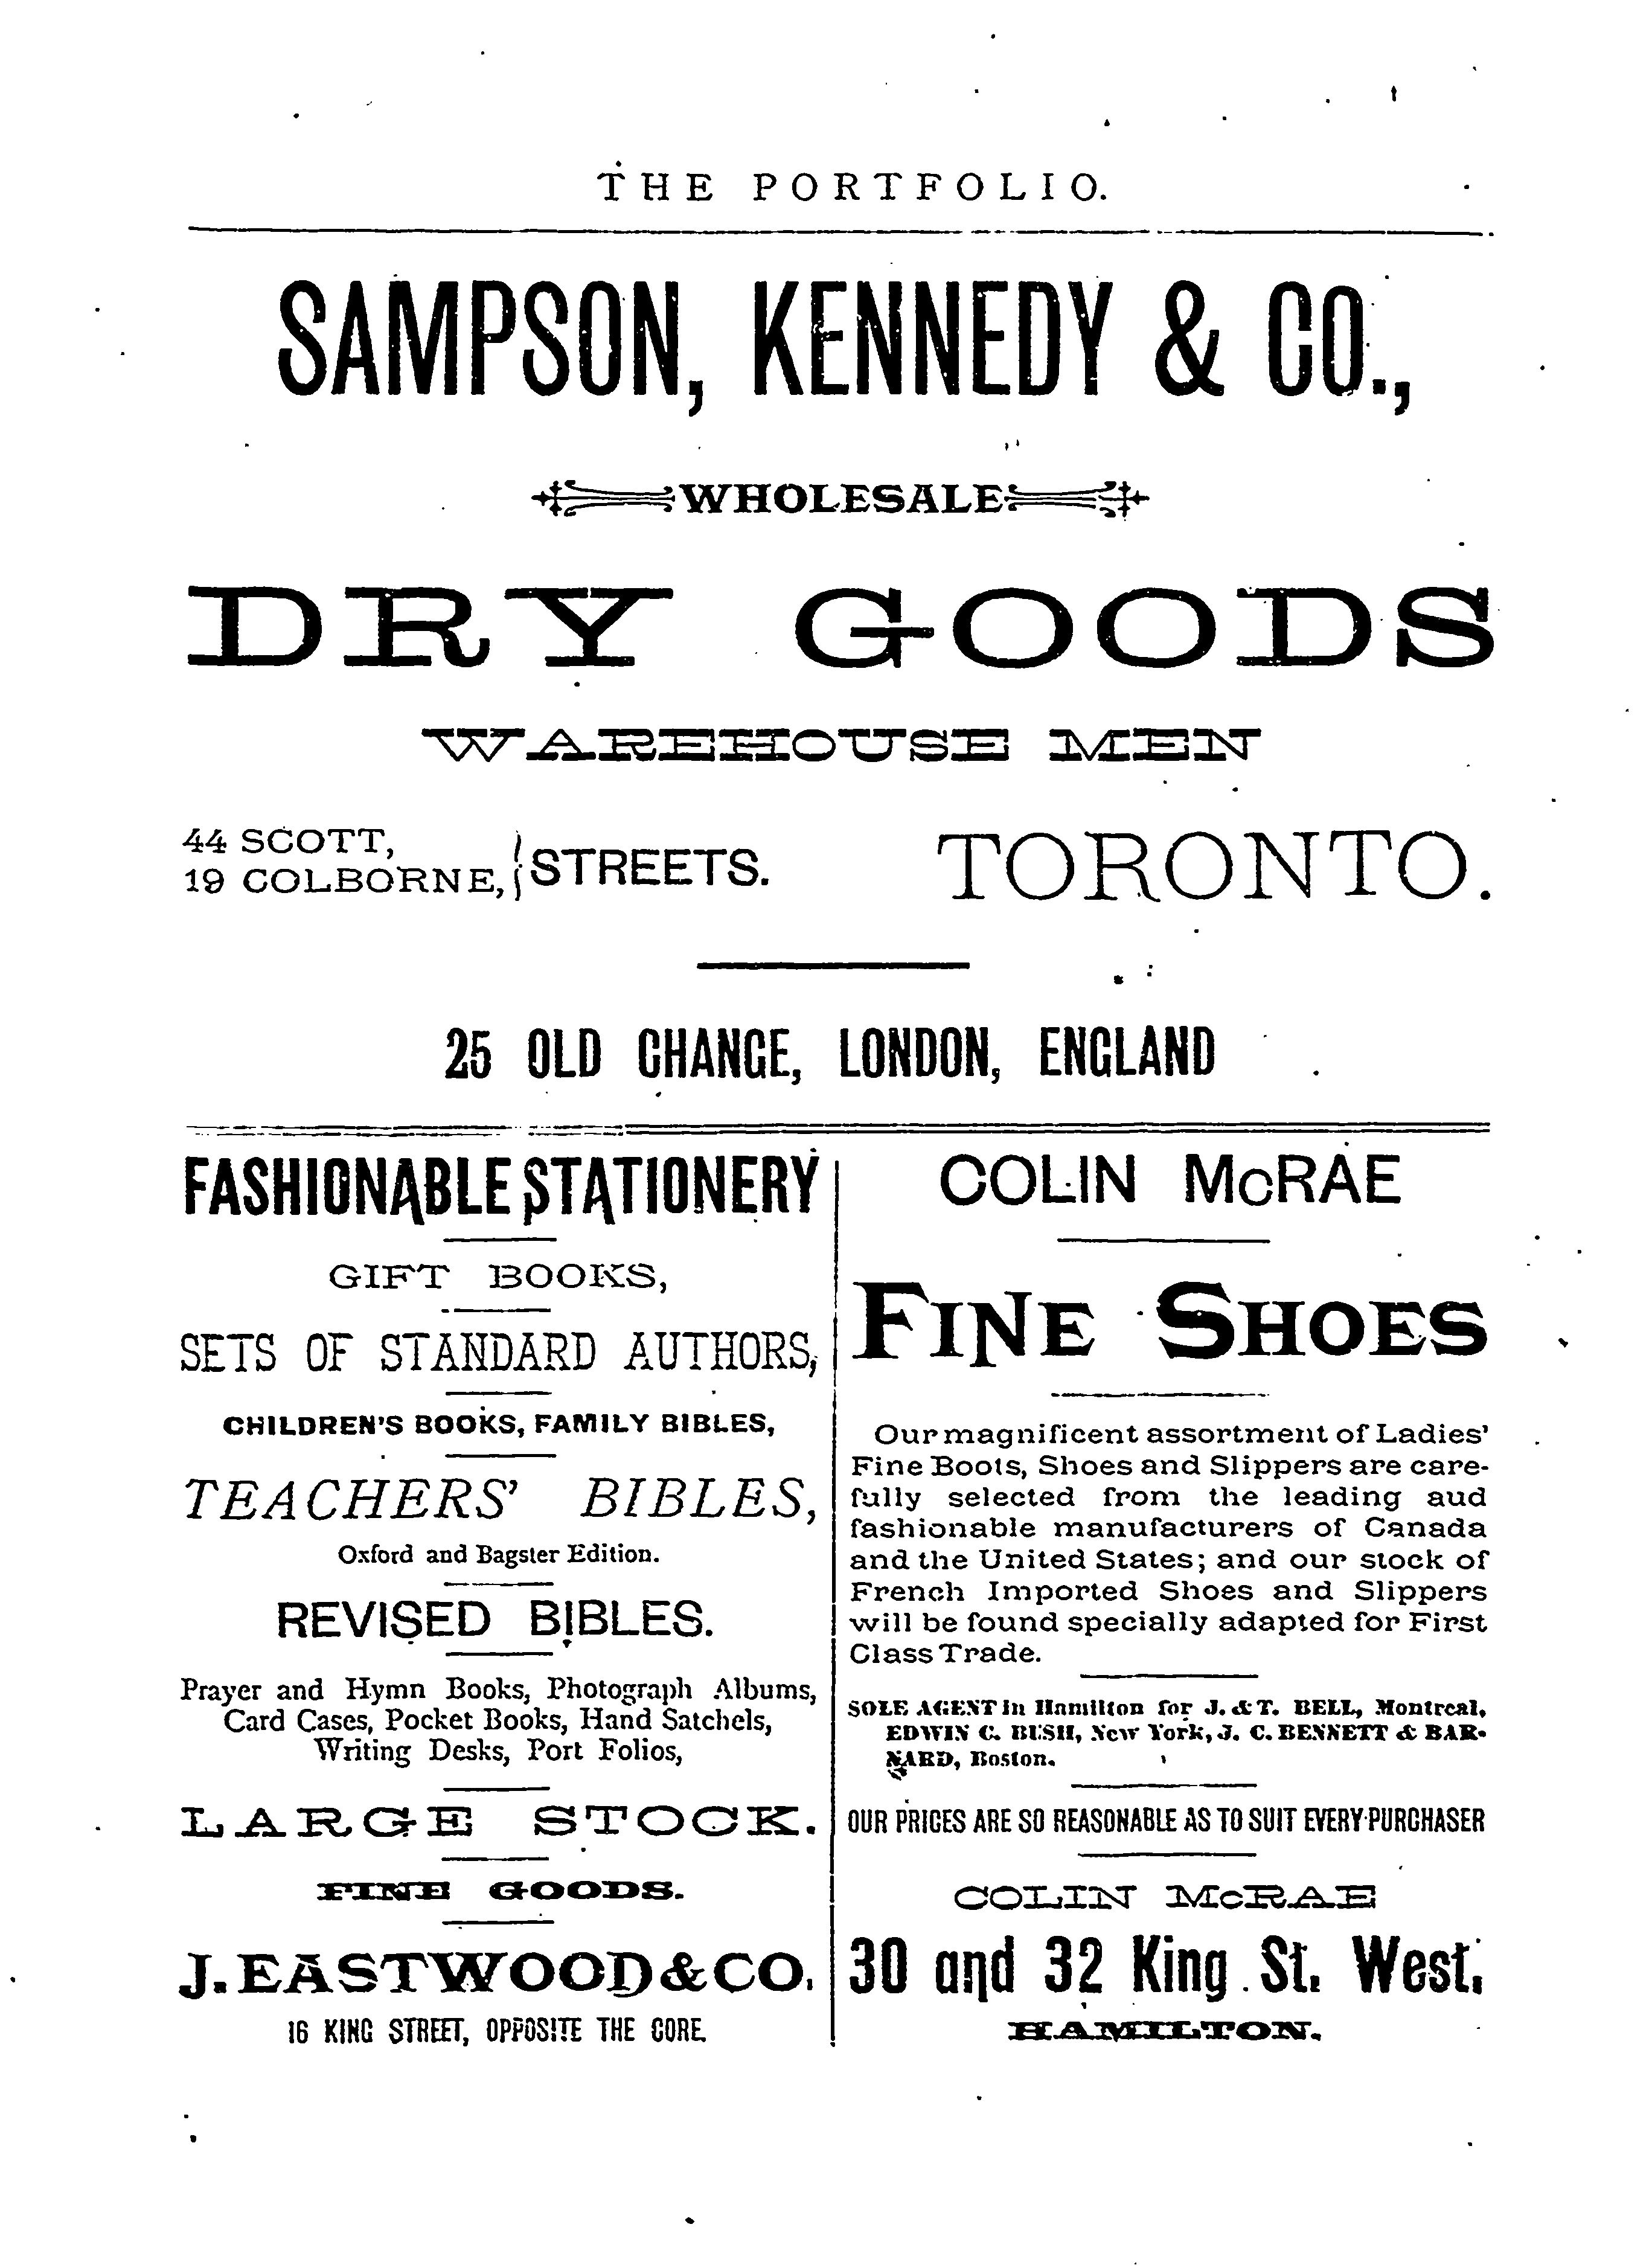 THE PORTFOLIO.
SAMPSON, KENNEDY & CO.,
WHOLESALE
DRY GOODS
WAREHOUSE MEN
44 SCOTT,
19 COLBORNE,
} STREETS. TORONTO.
25 OLD CHANGE, LONDON, ENGLAND
FASHIONABLE STATIONERY
GIFT BOOKS,
SETS OF STANDARD AUTHORS,
CHILDREN'S BOOKS, FAMILY BIBLES,
TEACHERS' BIBLES,
Oxford and Bagster Edition.
REVISED BIBLES.
Prayer and Hymn Books, Photograph Albums,
Card Cases, Pocket Books, Hand Satchels,
Writing Desks, Port Folios,
LARGE STOCK.
FINE GOODS.
J. EASTWOOD & CO.
16 KING STREET, OPPOSITE THE GORE.
COLIN McRAE
FINE SHOES
Our magnificent assortment of Ladies'
Fine Boots, Shoes and Slippers are care-
fully selected from the leading aud
fashionable manufacturers of Canada
and the United States; and our stock of
French Imported Shoes and Slippers
will be found specially adapted for First
Class Trade.
SOLE AGENT in Hamilton for J. & T. BELL, Montreal,
EDWIN C. BUSH, New York, J. C. BENNETT & BAR-
NARD, Boston.
OUR PRICES ARE SO REASONABLE AS TO SUIT EVERY PURCHASER
COLIN McRAE
30 and 32 King St. West.
HAMILTON.